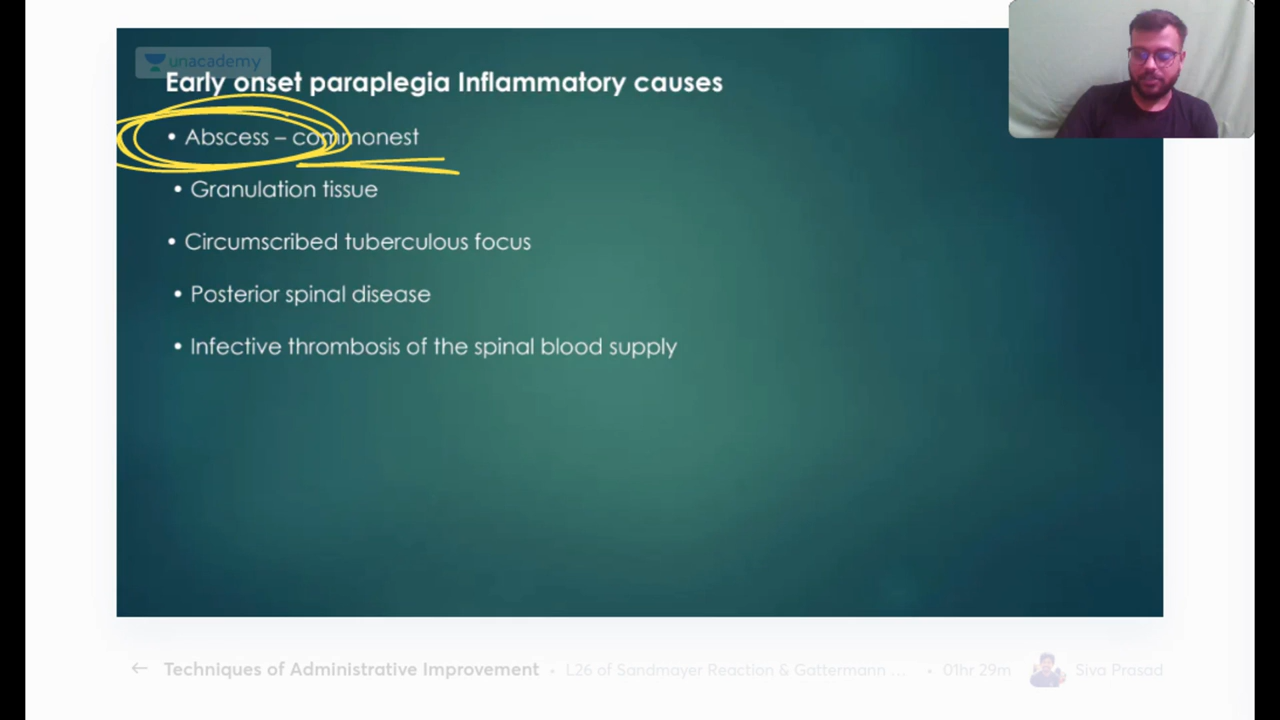 unacademy
Early onset paraplegia Inflammatory causes
• Abscess – commonest
• Granulation tissue
• Circumscribed tuberculous focus
• Posterior spinal disease
• Infective thrombosis of the spinal blood supply
Techniques of Administrative Improvement • L26 of Sandmayer Reaction & Gattermann ... • 01hr 29m Siva Prasad